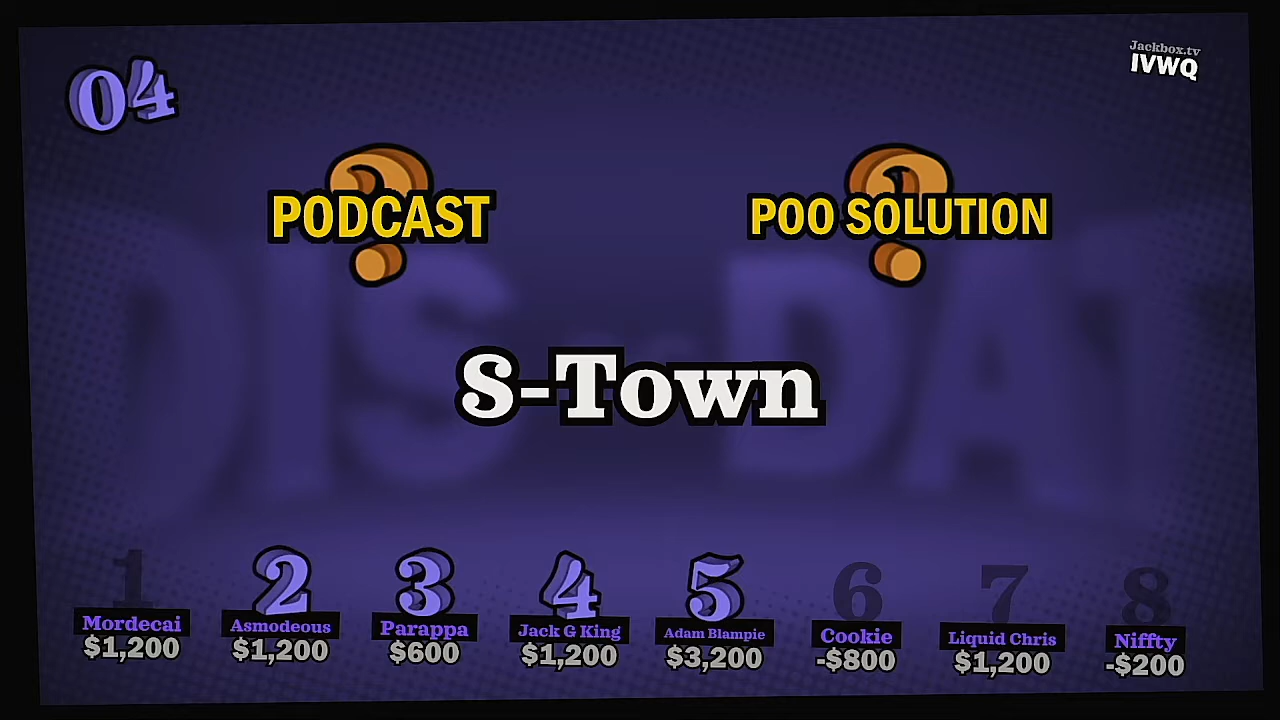 Jackbox.tv
IVWQ
04
?
PODCAST
?
POO SOLUTION
DIS
DAT
S-Town
1
2
3
4
5
6
7
8
Mordecai
Asmodeous
Parappa
Jack G King
Adam Blampie
Cookie
Liquid Chris
Niffty
$1,200
$1,200
$600
$1,200
$3,200
-$800
$1,200
-$200